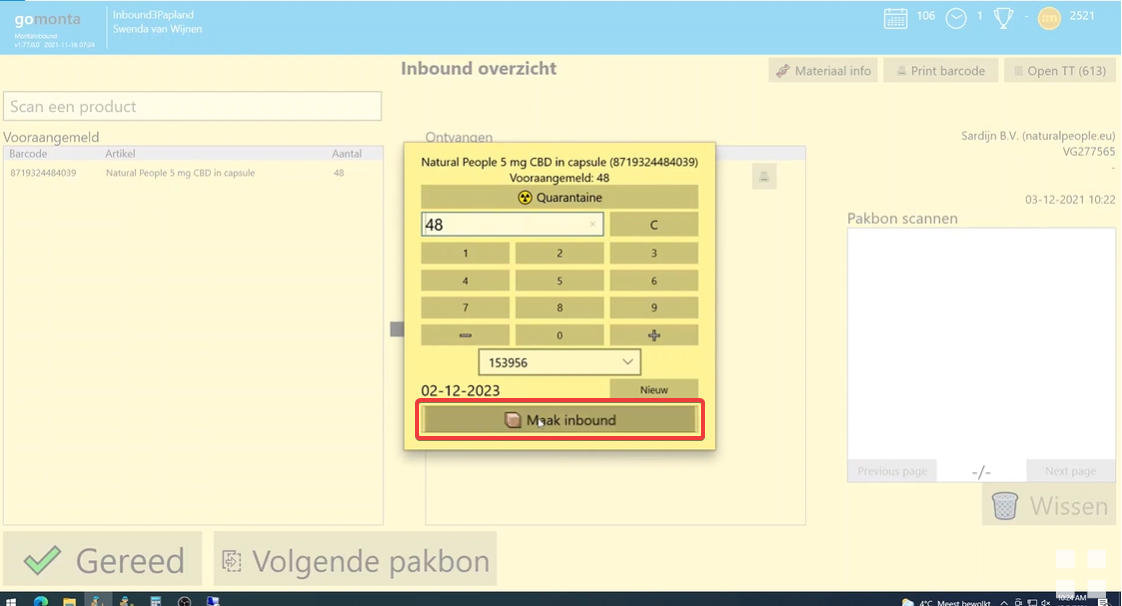 gomonta
MontaInbound
v1.77.0.0 2021-11-16 07:24
Inbound3Papland
Swenda van Wijnen
106
1
-
2521
Inbound overzicht
Materiaal info
Print barcode
Open TT (613)
Scan een product
Vooraangemeld
Barcode Artikel Aantal
8719324484039 Natural People 5 mg CBD in capsule 48
Ontvangen
Natural People 5 mg CBD in capsule (8719324484039)
Vooraangemeld: 48
Quarantaine
48 × C
1 2 3
4 5 6
7 8 9
0
153956
02-12-2023 Nieuw
Maak inbound
Sardijn B.V. (naturalpeople.eu)
VG277565
-
03-12-2021 10:22
Pakbon scannen
Previous page -/- Next page
Wissen
Gereed
Volgende pakbon
4°C Meest bewolkt
10:24 AM